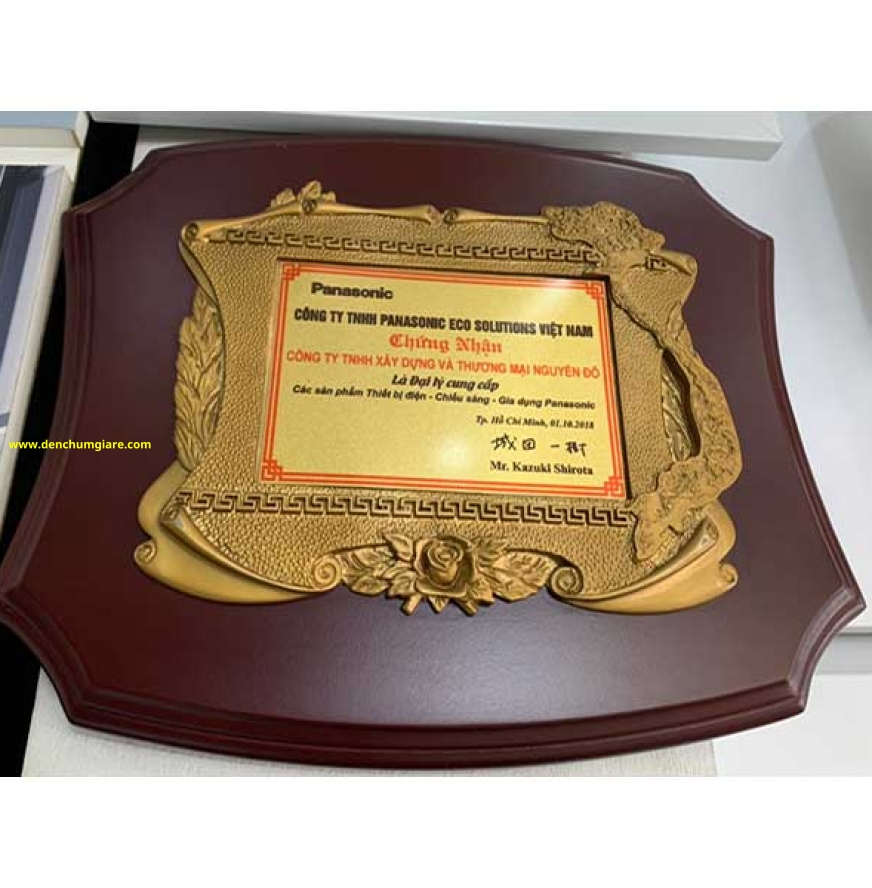 Panasonic
CÔNG TY TNHH PANASONIC ECO SOLUTIONS VIỆT NAM
Chứng Nhận
CÔNG TY TNHH XÂY DỰNG VÀ THƯƠNG MẠI NGUYÊN ĐÔ
Là Đại lý cung cấp
Các sản phẩm Thiết bị điện - Chiếu sáng - Gia dụng Panasonic
Tp. Hồ Chí Minh, 01.10.2018
Mr. Kazuki Shirota
www.denchumgiare.com